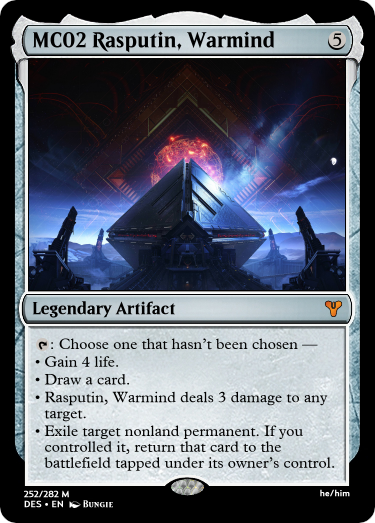 MC02 Rasputin, Warmind 5
Legendary Artifact
: Choose one that hasn't been chosen —
• Gain 4 life.
• Draw a card.
• Rasputin, Warmind deals 3 damage to any
target.
• Exile target nonland permanent. If you
controlled it, return that card to the
battlefield tapped under its owner's control.
252/282 M
DES • EN BUNGIE
he/him